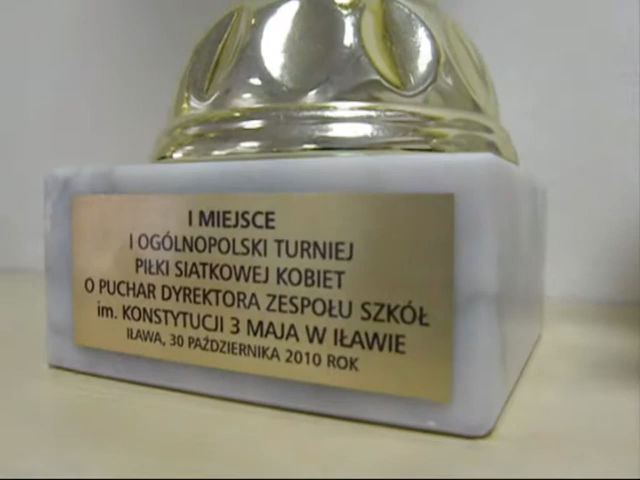 I MIEJSCE
I OGÓLNOPOLSKI TURNIEJ
PIŁKI SIATKOWEJ KOBIET
O PUCHAR DYREKTORA ZESPOŁU SZKÓŁ
im. KONSTYTUCJI 3 MAJA W IŁAWIE
IŁAWA, 30 PAŹDZIERNIKA 2010 ROK